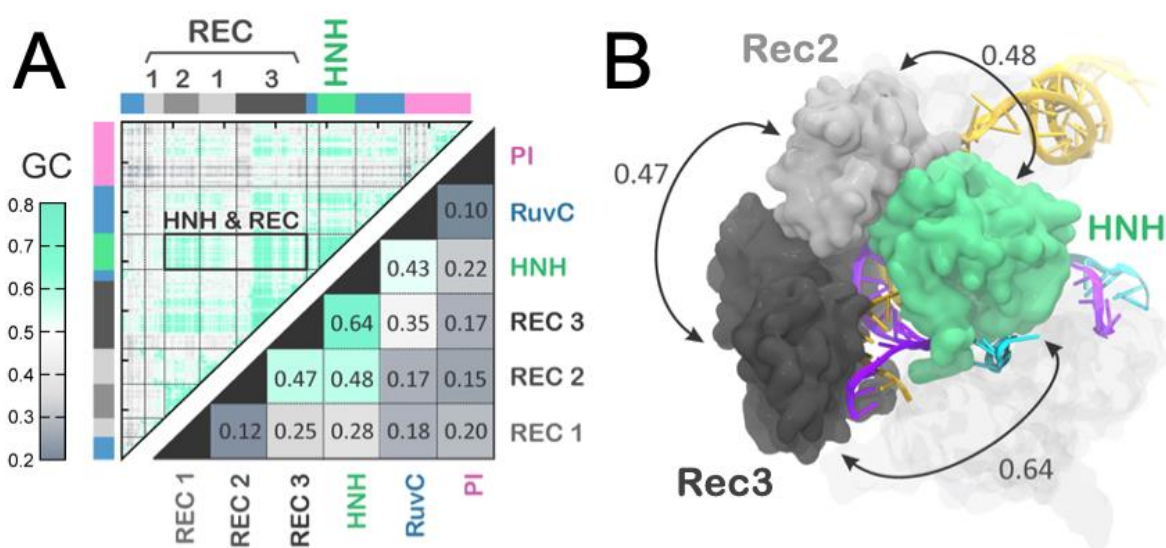 A
REC
1 2 1 3
HNH
GC
0.8
0.7
0.6
0.5
0.4
0.3
0.2
HNH & REC
PI
0.10 RuvC
0.43 0.22 HNH
0.64 0.35 0.17 REC 3
0.47 0.48 0.17 0.15 REC 2
0.12 0.25 0.28 0.18 0.20 REC 1
REC 1 REC 2 REC 3 HNH RuvC PI
B
Rec2
0.48
0.47
HNH
Rec3
0.64